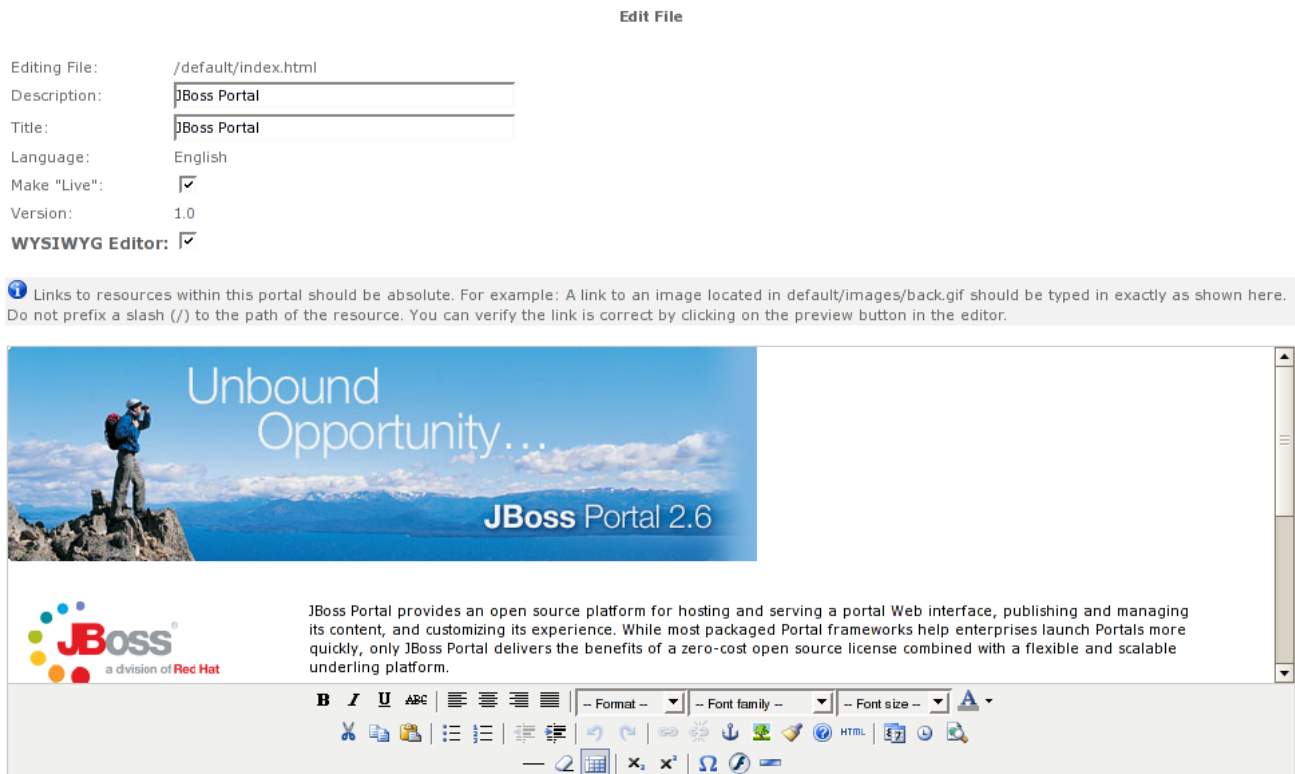 Edit File
Editing File: /default/index.html
Description: JBoss Portal
Title: JBoss Portal
Language: English
Make "Live":
Version: 1.0
WYSIWYG Editor:
Links to resources within this portal should be absolute. For example: A link to an image located in default/images/back.gif should be typed in exactly as shown here.
Do not prefix a slash (/) to the path of the resource. You can verify the link is correct by clicking on the preview button in the editor.
Unbound
Opportunity...
JBoss Portal 2.6
JBoss®
a division of Red Hat
JBoss Portal provides an open source platform for hosting and serving a portal Web interface, publishing and managing
its content, and customizing its experience. While most packaged Portal frameworks help enterprises launch Portals more
quickly, only JBoss Portal delivers the benefits of a zero-cost open source license combined with a flexible and scalable
underling platform.
B I U ABC -- Format -- -- Font family -- -- Font size -- A
HTML
x₂ x² Ω